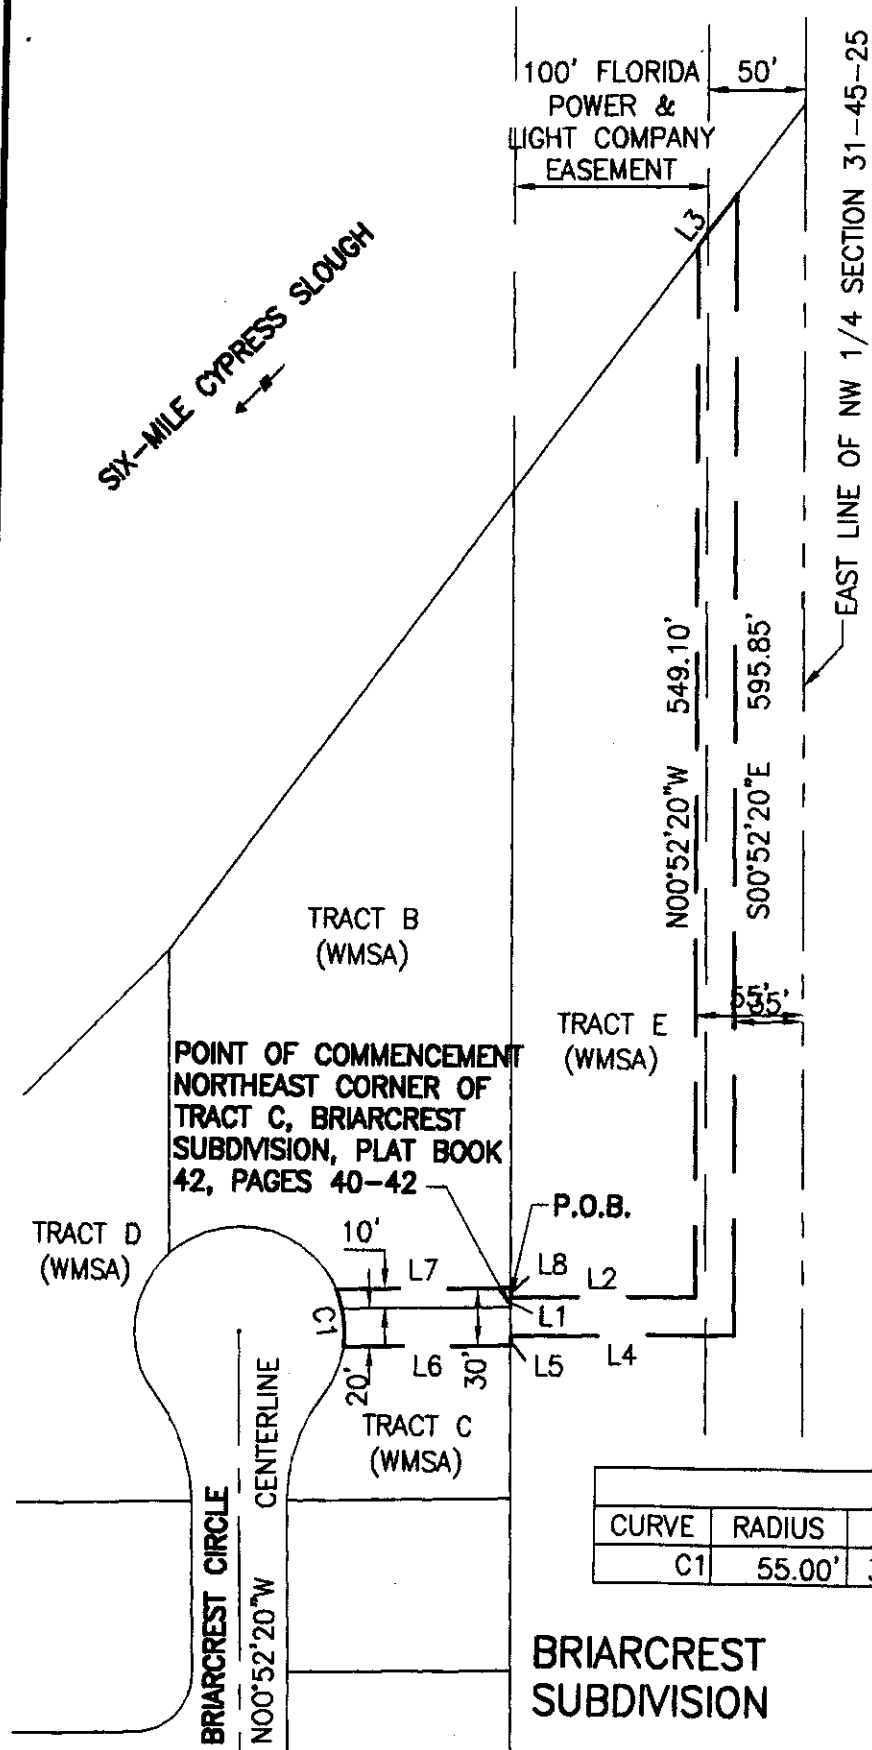 100' FLORIDA
POWER &
LIGHT COMPANY
EASEMENT
50'
EAST LINE OF NW 1/4 SECTION 31-45-25
L3
SIX-MILE CYPRESS SLOUGH
549.10'
N00°52'20"W
595.85'
S00°52'20"E
TRACT B
(WMSA)
55'
35'
TRACT E
(WMSA)
POINT OF COMMENCEMENT
NORTHEAST CORNER OF
TRACT C, BRIARCREST
SUBDIVISION, PLAT BOOK
42, PAGES 40-42
P.O.B.
TRACT D
(WMSA)
10'
L7
L8
L2
L1
C1
20'
L6
30'
L5
L4
TRACT C
(WMSA)
CENTERLINE
N00°52'20"W
BRIARCREST CIRCLE
CURVE RADIUS
C1 55.00'
BRIARCREST
SUBDIVISION